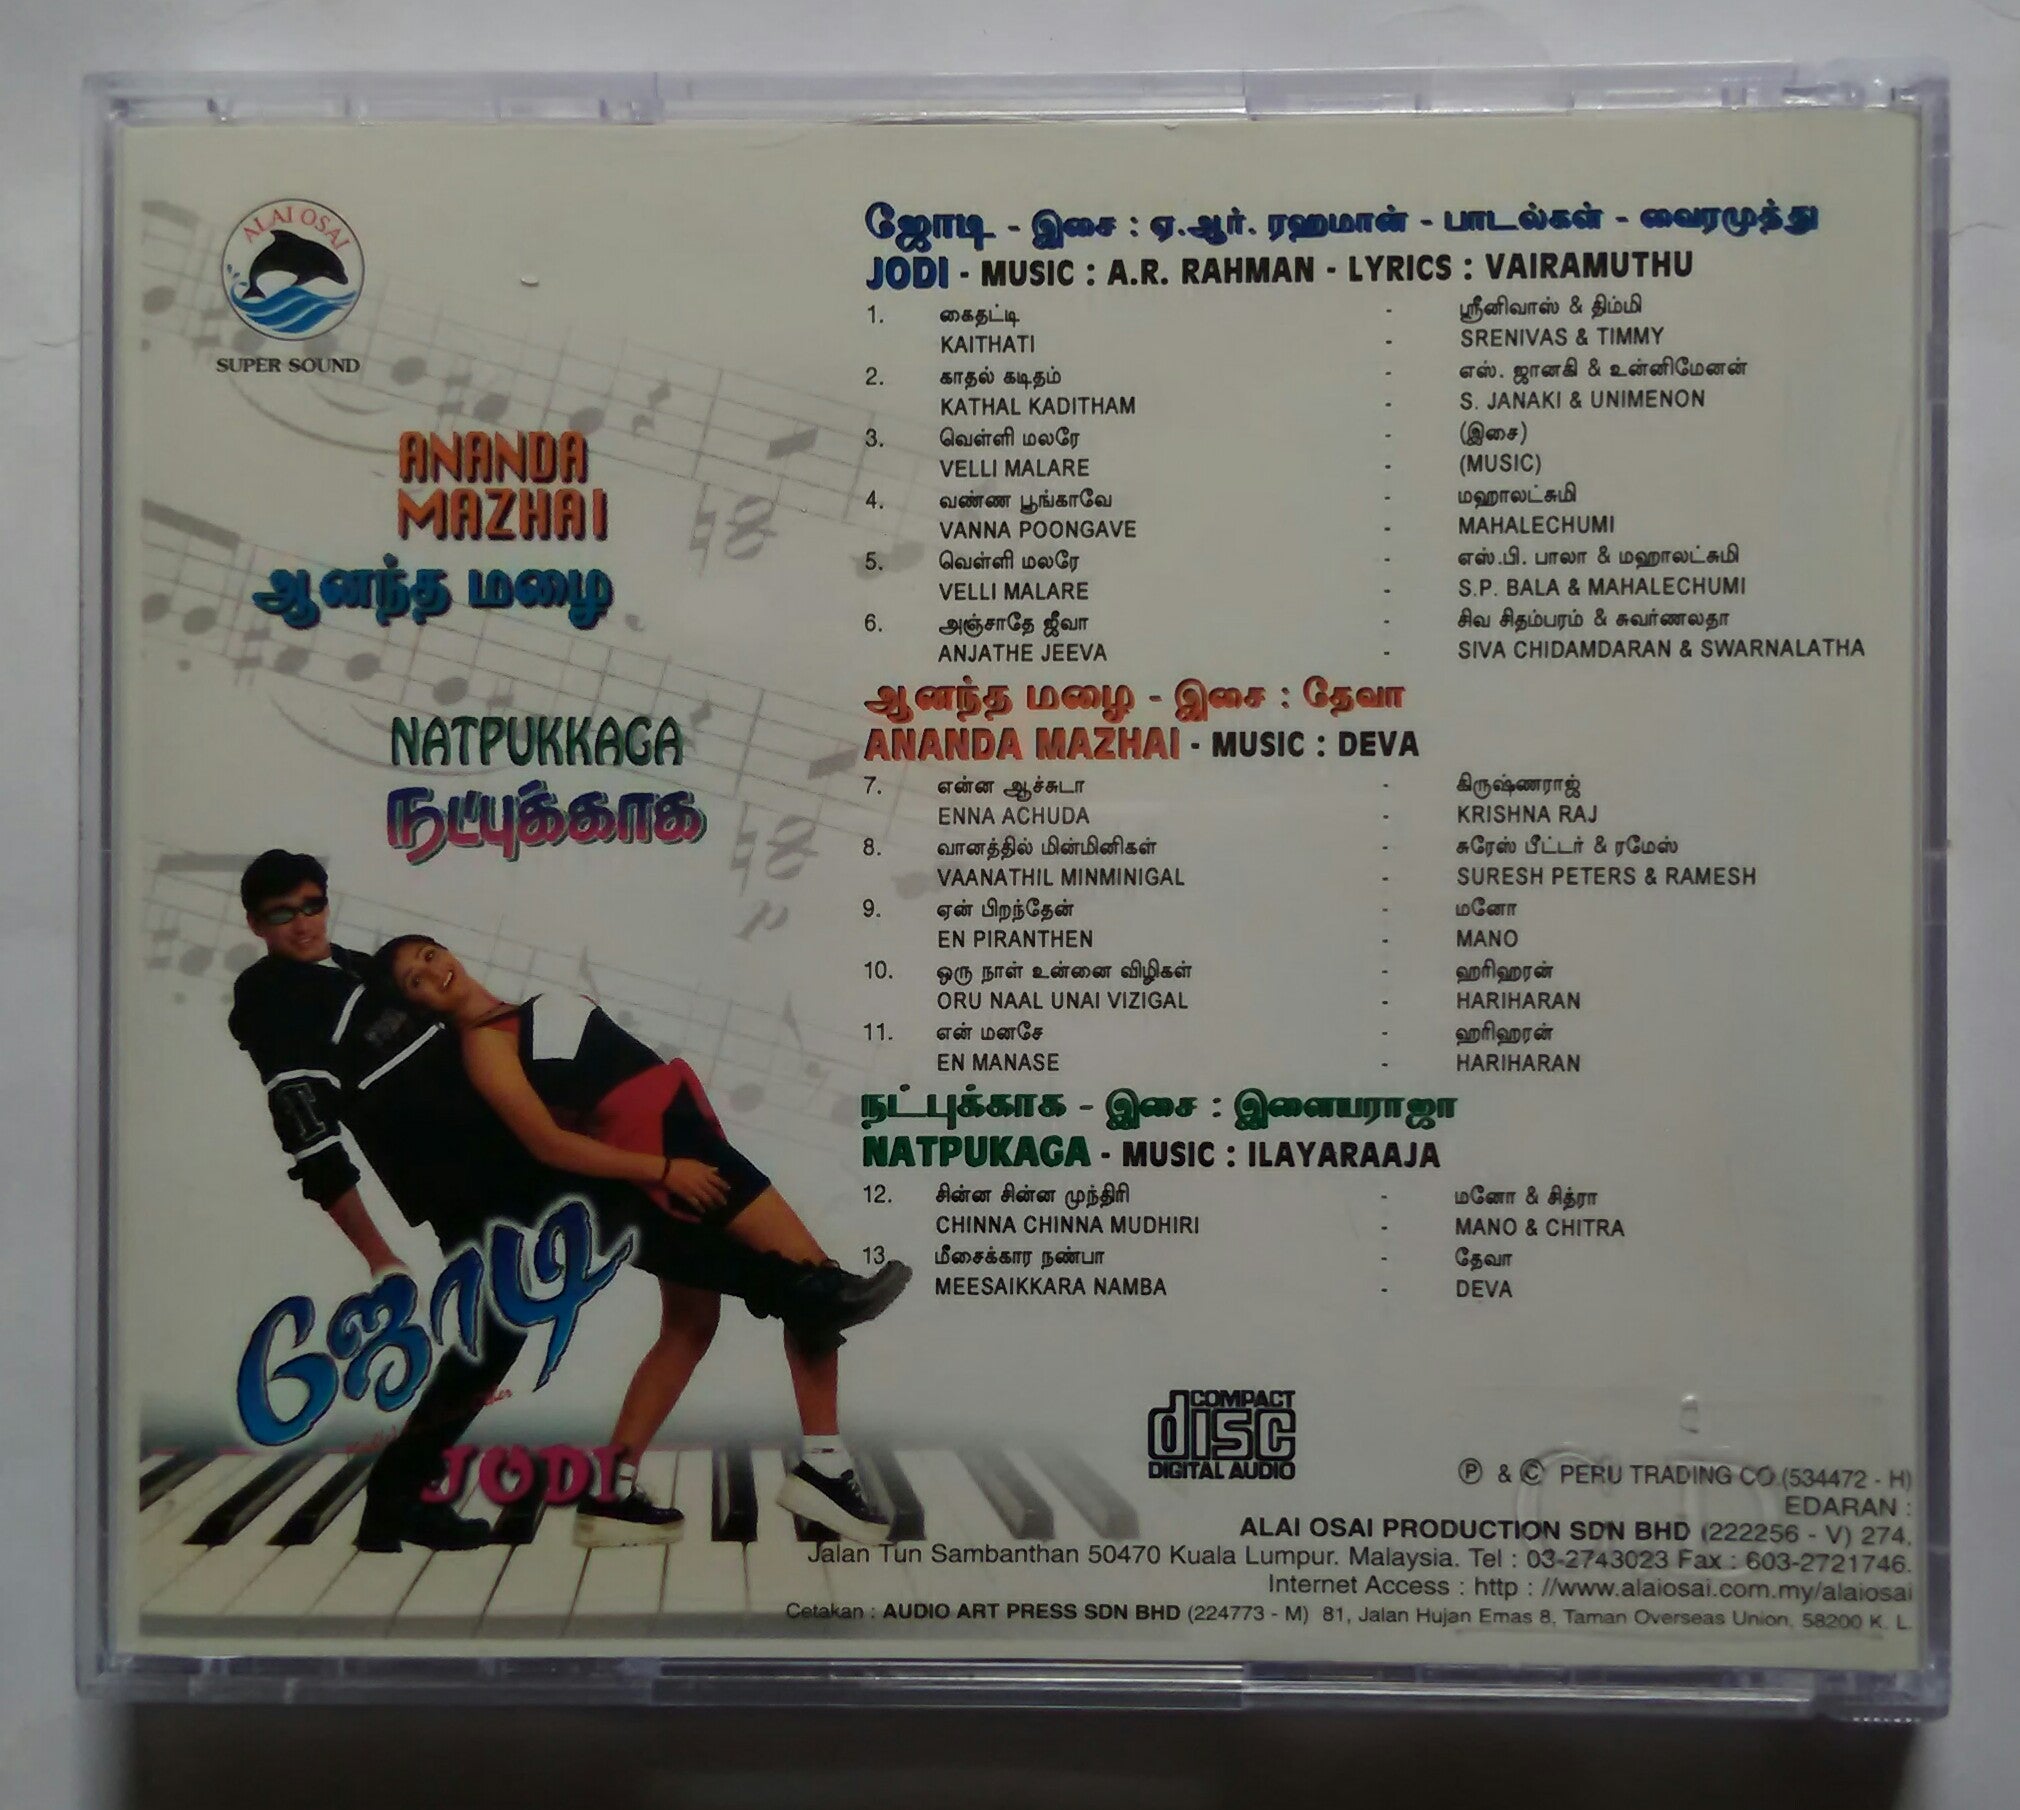 ALAI OSAI
SUPER SOUND
ANANDA
MAZHAI
ஆனந்த மழை
NATPUKKAGA
நட்புக்காக
ஜோடி
JODI
ஜோடி - இசை : ஏ.ஆர். ரஹமான் - பாடல்கள் - வைரமுத்து
JODI - MUSIC : A.R. RAHMAN - LYRICS : VAIRAMUTHU
1. கைதட்டி - ஸ்ரீனிவாஸ் & திம்மி
KAITHATI - SRENIVAS & TIMMY
2. காதல் கடிதம் - எஸ். ஜானகி & உன்னிமேனன்
KATHAL KADITHAM - S. JANAKI & UNIMENON
3. வெள்ளி மலரே - (இசை)
VELLI MALARE - (MUSIC)
4. வண்ண பூங்காவே - மஹாலட்சுமி
VANNA POONGAVE - MAHALECHUMI
5. வெள்ளி மலரே - எஸ்.பி. பாலா & மஹாலட்சுமி
VELLI MALARE - S.P. BALA & MAHALECHUMI
6. அஞ்சாதே ஜீவா - சிவ சிதம்பரம் & சுவர்ணலதா
ANJATHE JEEVA - SIVA CHIDAMDARAN & SWARNALATHA
ஆனந்த மழை - இசை : தேவா
ANANDA MAZHAI - MUSIC : DEVA
7. என்ன ஆச்சுடா - கிருஷ்ணராஜ்
ENNA ACHUDA - KRISHNA RAJ
8. வானத்தில் மின்மினிகள் - சுரேஸ் பீட்டர் & ரமேஸ்
VAANATHIL MINMINIGAL - SURESH PETERS & RAMESH
9. ஏன் பிறந்தேன் - மனோ
EN PIRANTHEN - MANO
10. ஒரு நாள் உன்னை விழிகள் - ஹரிஹரன்
ORU NAAL UNAI VIZIGAL - HARIHARAN
11. என் மனசே - ஹரிஹரன்
EN MANASE - HARIHARAN
நட்புக்காக - இசை : இளையராஜா
NATPUKAGA - MUSIC : ILAYARAAJA
12. சின்ன சின்ன முந்திரி - மனோ & சித்ரா
CHINNA CHINNA MUDHIRI - MANO & CHITRA
13. மீசைக்கார நண்பா - தேவா
MEESAIKKARA NAMBA - DEVA
COMPACT
disc
DIGITAL AUDIO
℗ & © PERU TRADING CO.(534472 - H)
EDARAN :
ALAI OSAI PRODUCTION SDN BHD (222256 - V) 274,
Jalan Tun Sambanthan 50470 Kuala Lumpur. Malaysia. Tel : 03-2743023 Fax : 603-2721746.
Internet Access : http : //www.alaiosai.com.my/alaiosai
Cetakan : AUDIO ART PRESS SDN BHD (224773 - M) 81, Jalan Hujan Emas 8, Taman Overseas Union, 58200 K. L.